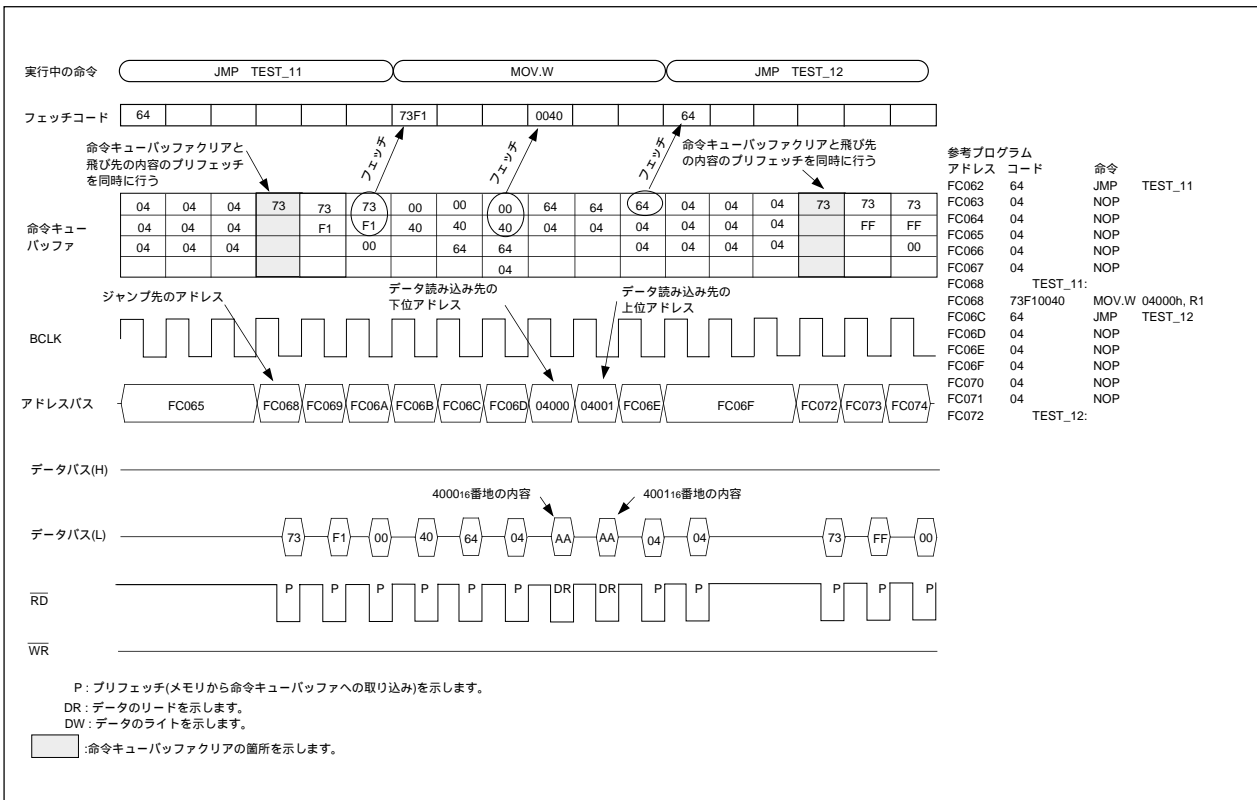 実行中の命令 JMP TEST_11 MOV.W JMP TEST_12
フェッチコード 64 73F1 0040 64
命令キューバッファクリアと
飛び先の内容のプリフェッチ
を同時に行う
フェッチ
フェッチ
フェッチ
命令キューバッファクリアと飛び先
の内容のプリフェッチを同時に行う
命令キュー
バッファ
04 04 04 73 73 73 00 00 00 64 64 64 04 04 04 73 73 73
04 04 04 F1 F1 40 40 40 04 04 04 04 04 04 FF FF
04 04 04 00 64 64 04 04 04 04 00
04
ジャンプ先のアドレス
データ読み込み先の
下位アドレス
データ読み込み先の
上位アドレス
BCLK
アドレスバス FC065 FC068 FC069 FC06A FC06B FC06C FC06D 04000 04001 FC06E FC06F FC072 FC073 FC074
データバス(H)
400016番地の内容 400116番地の内容
データバス(L) 73 F1 00 40 64 04 AA AA 04 04 73 FF 00
RD P P P P P P DR DR P P P P P
WR
P : プリフェッチ(メモリから命令キューバッファへの取り込み)を示します。
DR : データのリードを示します。
DW : データのライトを示します。
:命令キューバッファクリアの箇所を示します。
参考プログラム
アドレス コード 命令
FC062 64 JMP TEST_11
FC063 04 NOP
FC064 04 NOP
FC065 04 NOP
FC066 04 NOP
FC067 04 NOP
FC068 TEST_11:
FC068 73F10040 MOV.W 04000h, R1
FC06C 64 JMP TEST_12
FC06D 04 NOP
FC06E 04 NOP
FC06F 04 NOP
FC070 04 NOP
FC071 04 NOP
FC072 TEST_12: